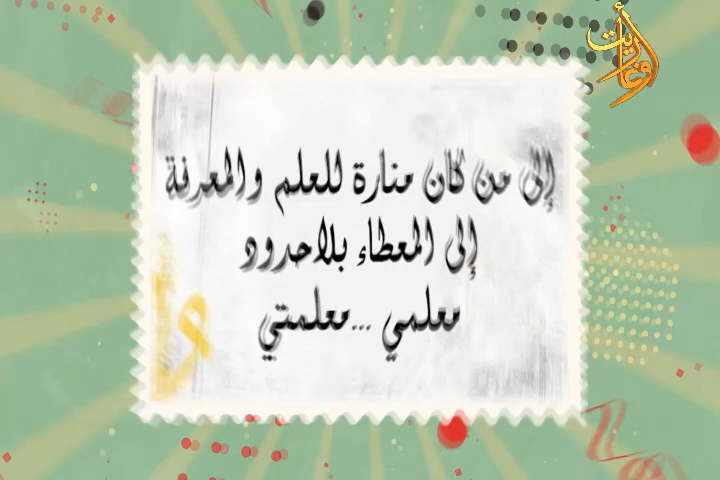 إلى من كان منارة للعلم والمعرفة
إلى المعطاء بلاحدود
معلمي ...معلمتي